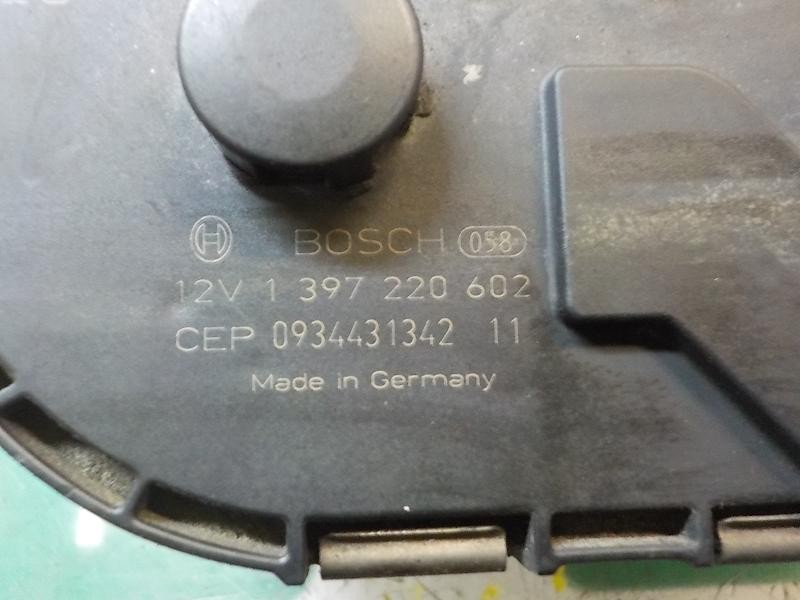 BOSCH 058
12V 1 397 220 602
CEP 0934431342 11
Made in Germany